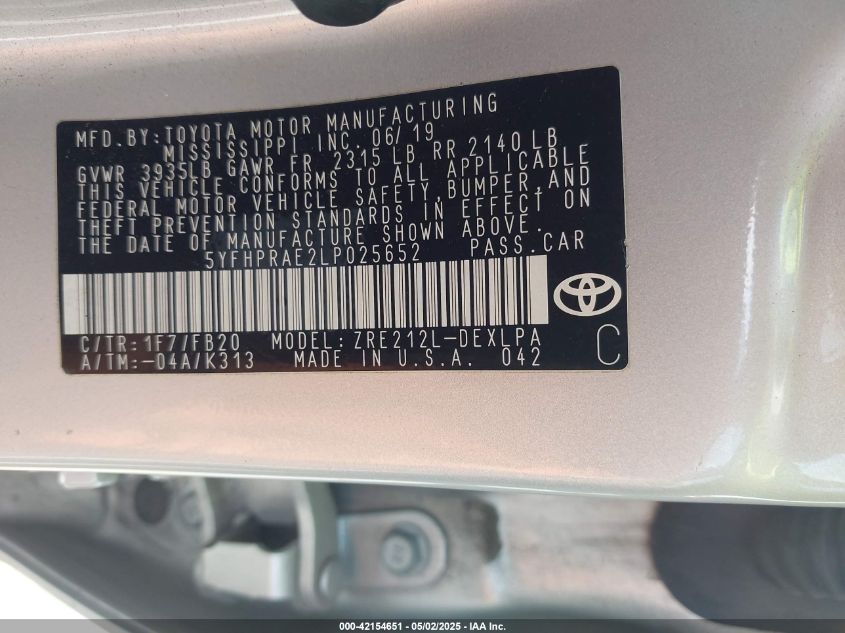 MFD.BY:TOYOTA MOTOR MANUFACTURING
MISSISSIPPI INC. 06/19
GVWR 3935LB GAWR FR 2315 LB RR 2140 LB
THIS VEHICLE CONFORMS TO ALL APPLICABLE
FEDERAL MOTOR VEHICLE SAFETY,BUMPER,AND
THEFT PREVENTION STANDARDS IN EFFECT ON
THE DATE OF MANUFACTURE SHOWN ABOVE.
5YFHPRAE2LP025652 PASS.CAR
C/TR:1F7/FB20 MODEL:ZRE212L-DEXLPA
A/TM:-04A/K313 MADE IN U.S.A. 042
C
000-42154651 - 05/02/2025 - IAA Inc.